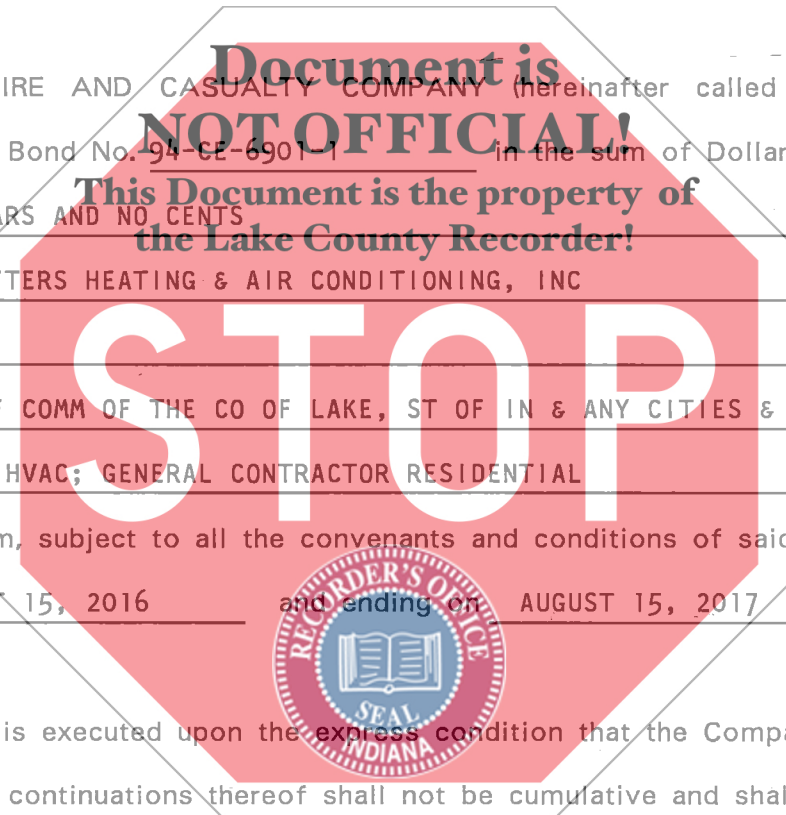 Document is
IRE AND CASUALTY COMPANY (hereinafter called
NOT OFFICIAL!
Bond No. 94-CE-6901-1 in the sum of Dollar
This Document is the property of
ARS AND NO CENTS
the Lake County Recorder!
TTERS HEATING & AIR CONDITIONING, INC
STOP
F COMM OF THE CO OF LAKE, ST OF IN & ANY CITIES &
HVAC; GENERAL CONTRACTOR RESIDENTIAL
m, subject to all the convenants and conditions of said
T 15, 2016 and ending on AUGUST 15, 2017
RECORDER'S OFFICE
SEAL
INDIANA
is executed upon the express condition that the Compa
continuations thereof shall not be cumulative and shal